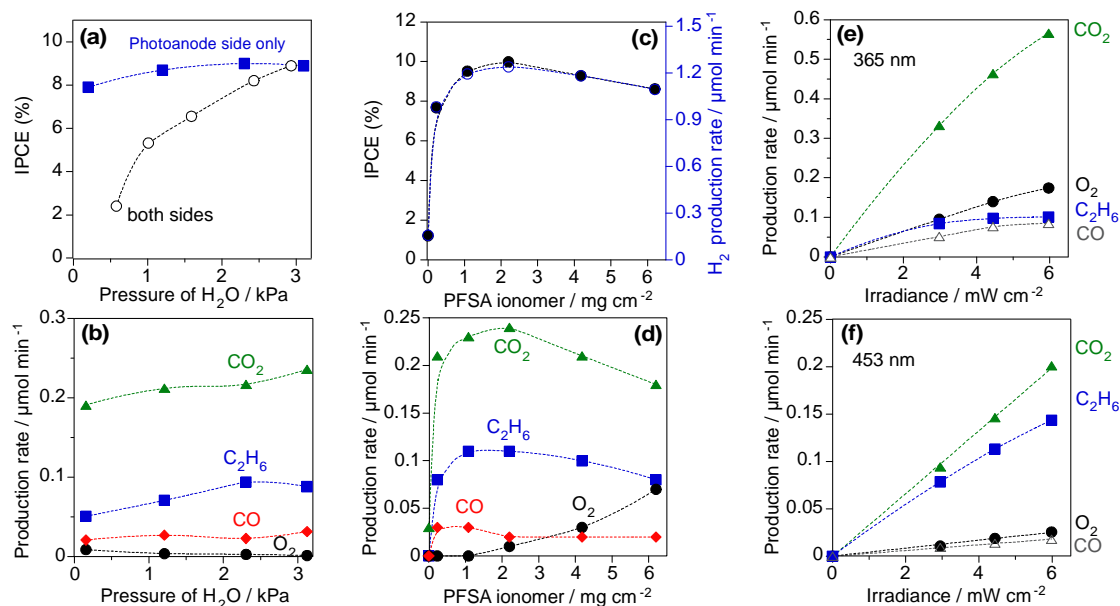 (a)
Photoanode side only
both sides
IPCE (%)
10
8
6
4
2
0
0 1 2 3
Pressure of H₂O / kPa
(b)
CO₂
C₂H₆
CO
O₂
Production rate / µmol min⁻¹
0.3
0.2
0.1
0
0 1 2 3
Pressure of H₂O / kPa
(c)
IPCE (%)
12
10
8
6
4
2
0
1.5
1.2
0.9
0.6
0.3
0
H₂ production rate / µmol min⁻¹
0 1 2 3 4 5 6
PFSA ionomer / mg cm⁻²
(d)
CO₂
C₂H₆
CO
O₂
0.25
0.2
0.15
0.1
0.05
0
Production rate / µmol min⁻¹
0 1 2 3 4 5 6
PFSA ionomer / mg cm⁻²
(e)
365 nm
CO₂
O₂
C₂H₆
CO
Production rate / µmol min⁻¹
0.6
0.5
0.4
0.3
0.2
0.1
0
0 2 4 6
Irradiance / mW cm⁻²
(f)
453 nm
CO₂
C₂H₆
O₂
CO
Production rate / µmol min⁻¹
0.25
0.2
0.15
0.1
0.05
0
0 2 4 6
Irradiance / mW cm⁻²